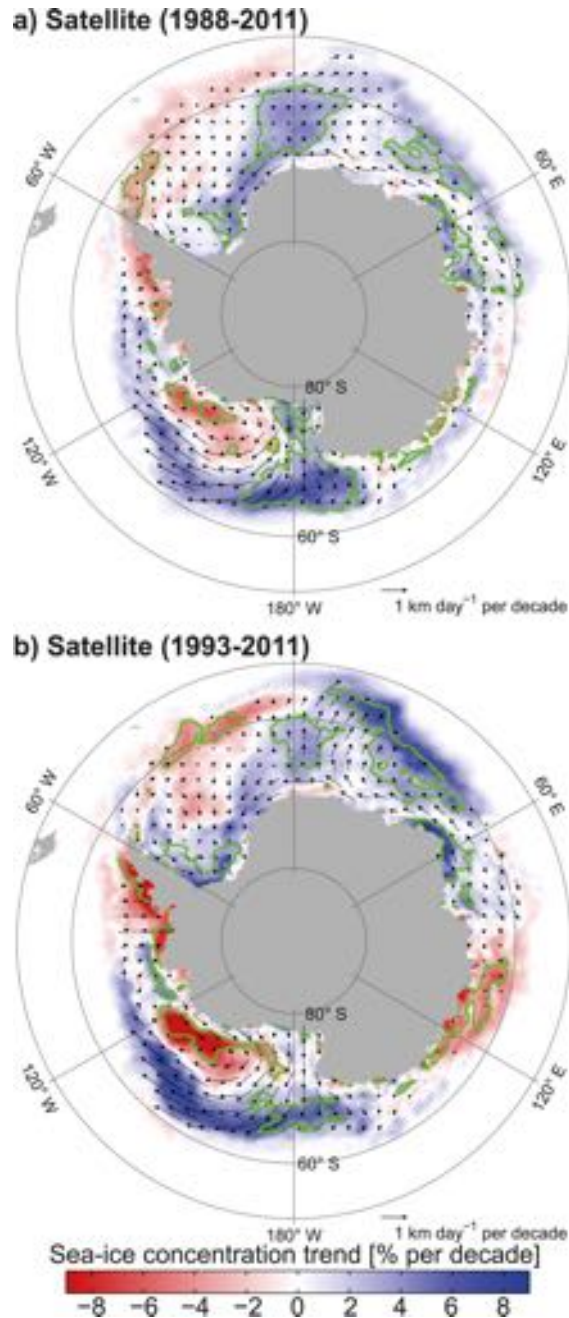 a) Satellite (1988-2011)
60° W
60° E
80° S
120° W
120° E
60° S
180° W
1 km day⁻¹ per decade
b) Satellite (1993-2011)
60° W
60° E
80° S
120° W
120° E
60° S
180° W
1 km day⁻¹ per decade
Sea-ice concentration trend [% per decade]
−8 −6 −4 −2 0 2 4 6 8